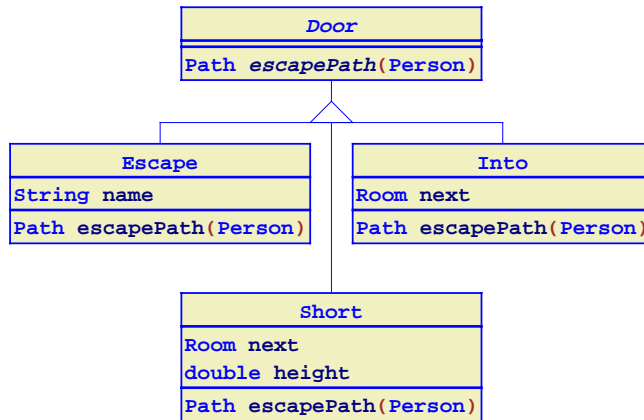 Door
Path escapePath(Person)
Escape
String name
Path escapePath(Person)
Into
Room next
Path escapePath(Person)
Short
Room next
double height
Path escapePath(Person)